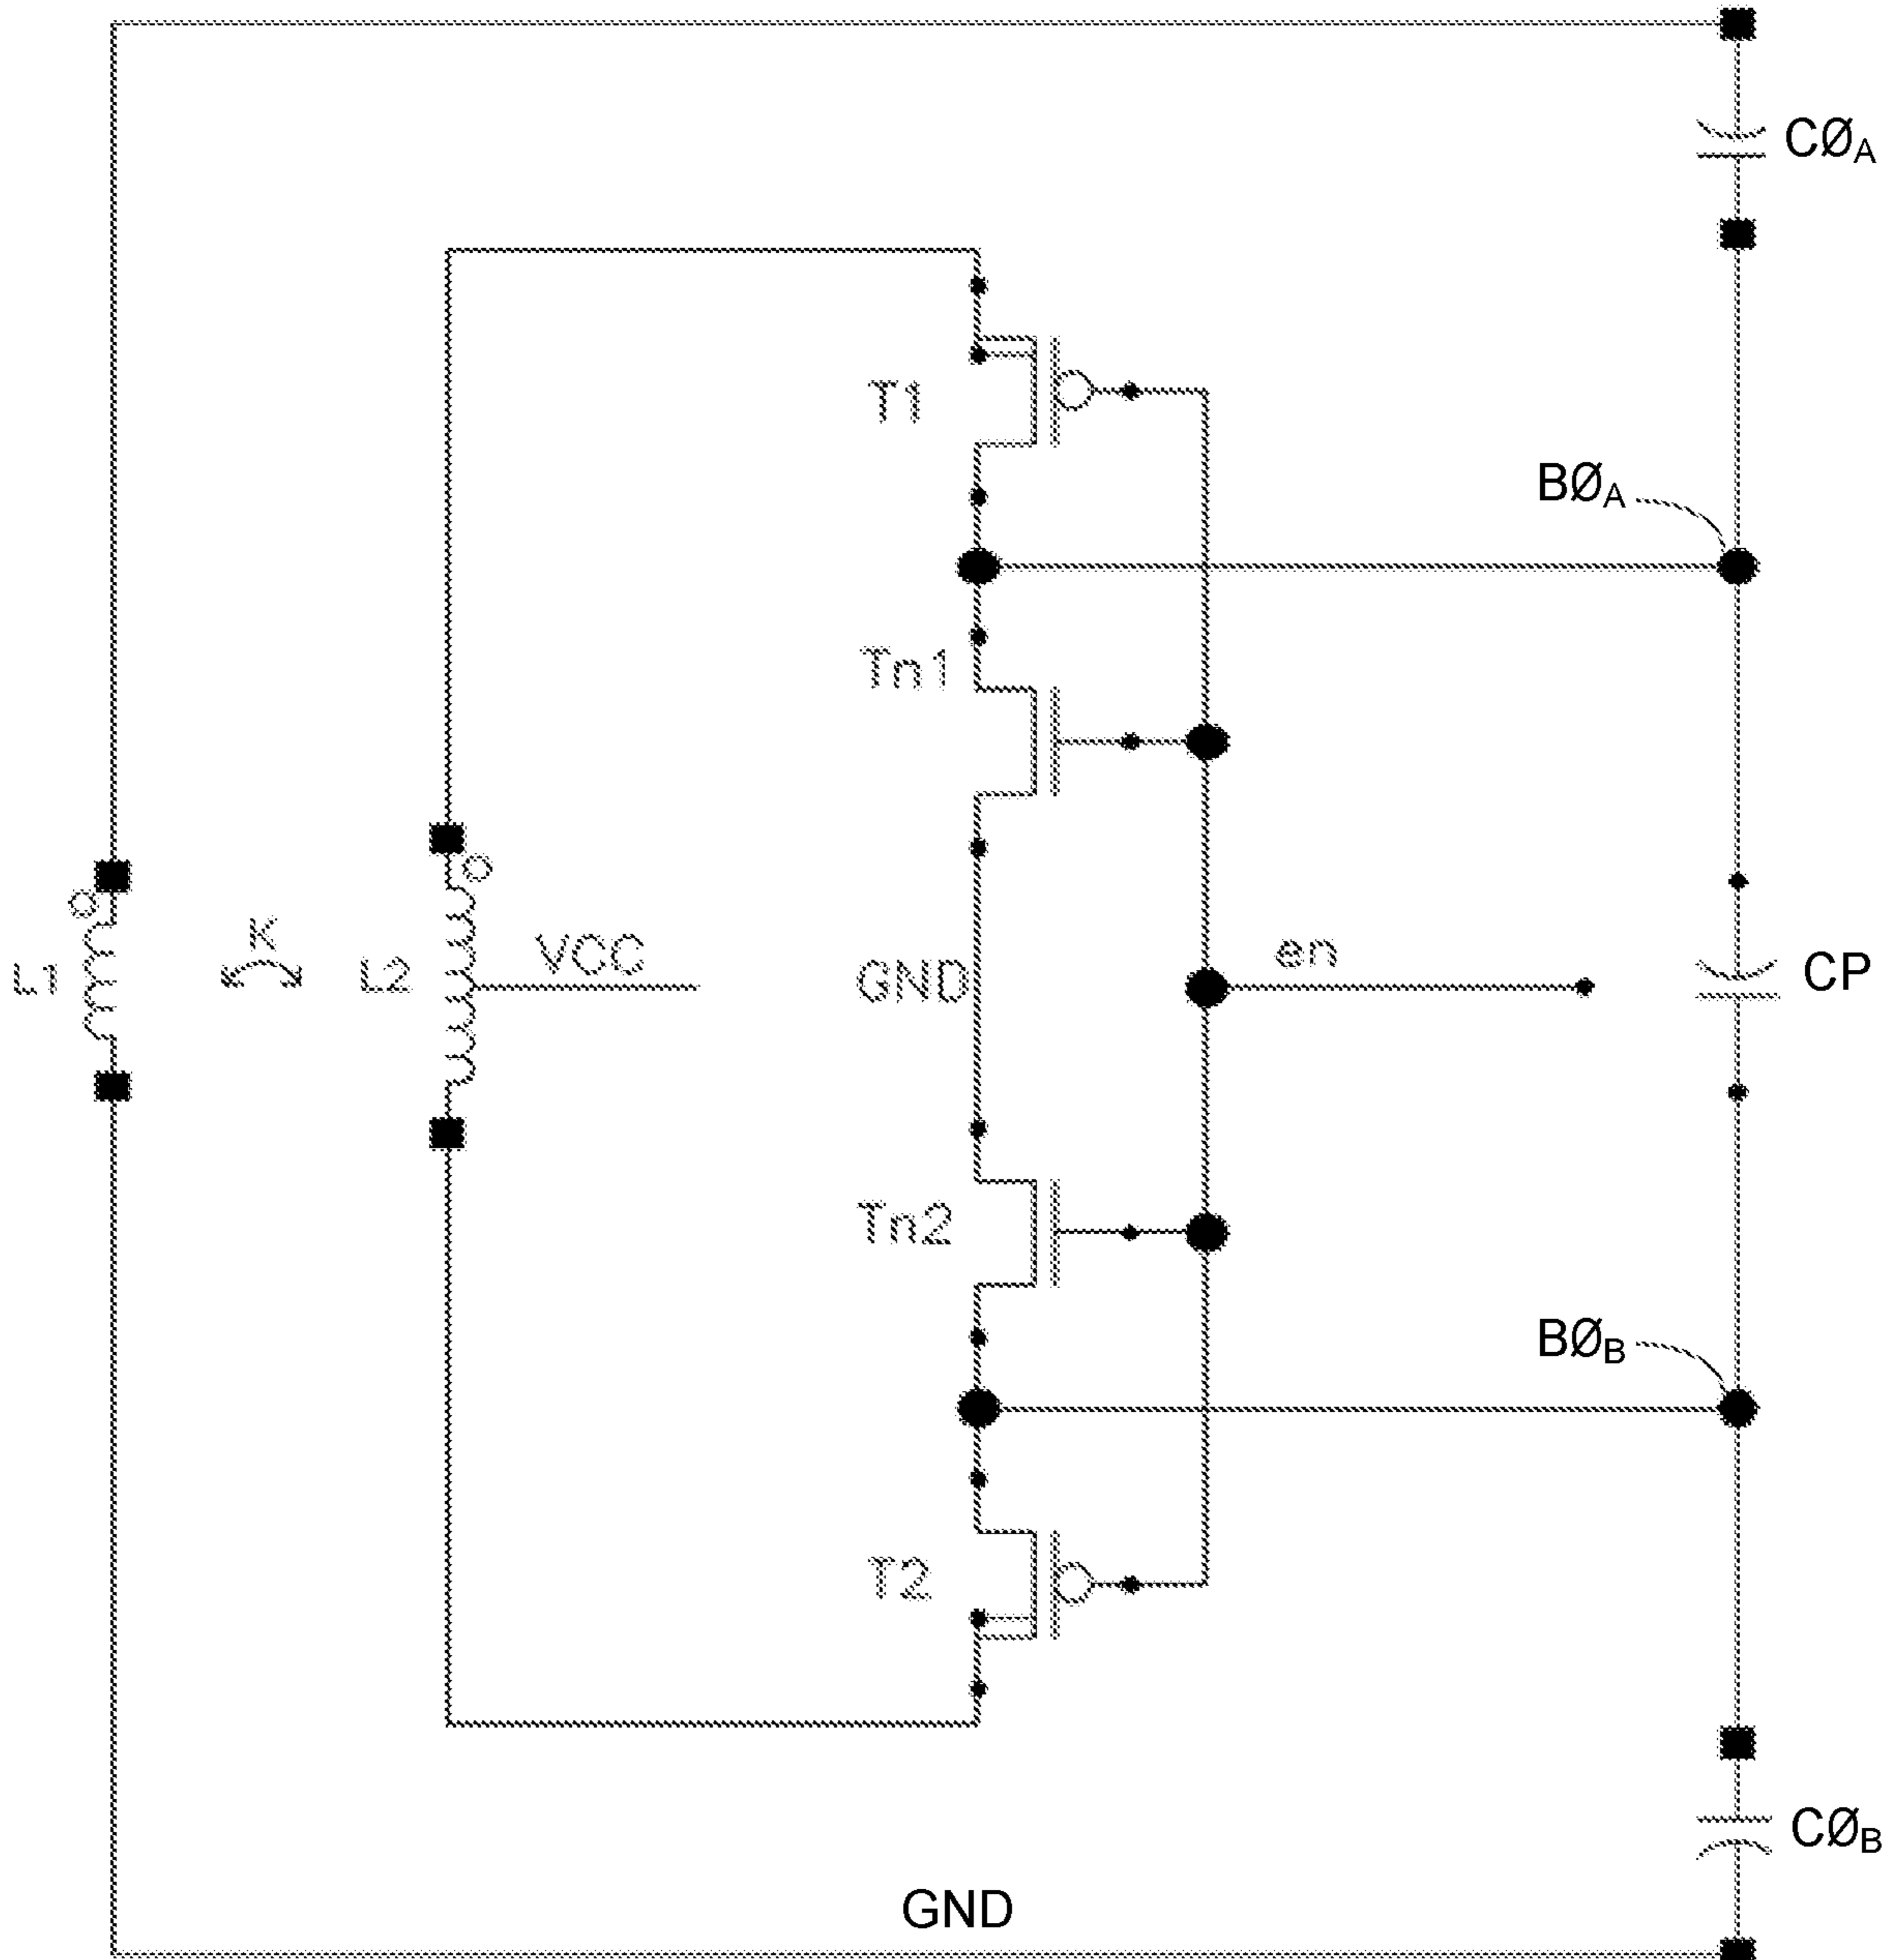 CØA
T1
BØA
Tn1
K
L1
L2
VCC
GND
en
CP
Tn2
BØB
T2
CØB
GND